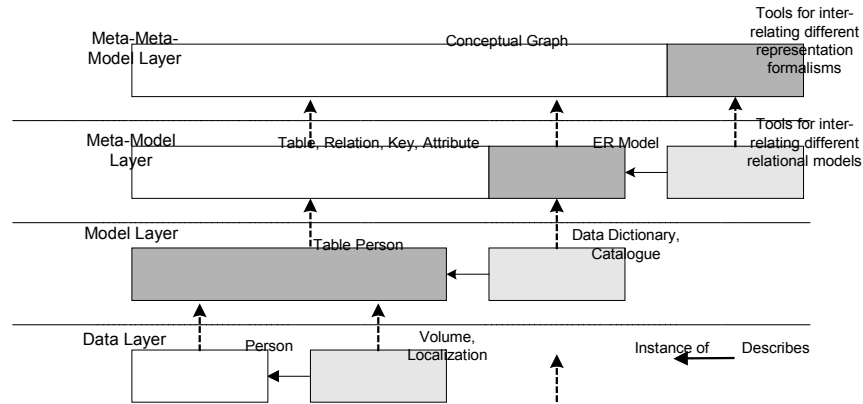 Meta-Meta-
Model Layer
Conceptual Graph
Tools for inter-
relating different
representation
formalisms
Meta-Model
Layer
Table, Relation, Key, Attribute
ER Model
Tools for inter-
relating different
relational models
Model Layer
Table Person
Data Dictionary,
Catalogue
Data Layer
Person
Volume,
Localization
Instance of
Describes